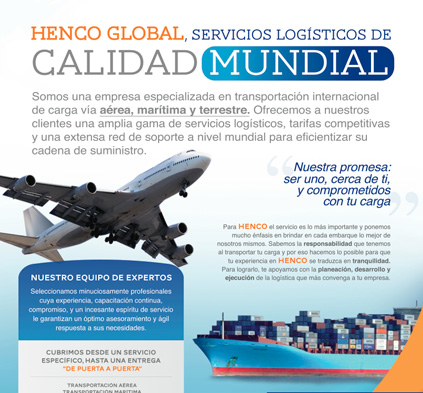 HENCO GLOBAL, SERVICIOS LOGÍSTICOS DE
CALIDAD MUNDIAL
Somos una empresa especializada en transportación internacional
de carga vía aérea, marítima y terrestre. Ofrecemos a nuestros
clientes una amplia gama de servicios logísticos, tarifas competitivas
y una extensa red de soporte a nivel mundial para eficientizar su
cadena de suministro.
“Nuestra promesa:
ser uno, cerca de ti,
y comprometidos
con tu carga”
Para HENCO el servicio es lo más importante y ponemos
mucho énfasis en brindar en cada embarque lo mejor de
nosotros mismos. Sabemos la responsabilidad que tenemos
al transportar tu carga y por eso hacemos lo posible para que
tu experiencia en HENCO se traduzca en tranquilidad.
Para lograrlo, te apoyamos con la planeación, desarrollo y
ejecución de la logística que más convenga a tu empresa.
NUESTRO EQUIPO DE EXPERTOS
Seleccionamos minuciosamente profesionales
cuya experiencia, capacitación continua,
compromiso, y un incesante espíritu de servicio
le garantizan un óptimo asesoramiento y ágil
respuesta a sus necesidades.
CUBRIMOS DESDE UN SERVICIO
ESPECÍFICO, HASTA UNA ENTREGA
“DE PUERTA A PUERTA”
TRANSPORTACIÓN AÉREA
TRANSPORTACIÓN MARÍTIMA